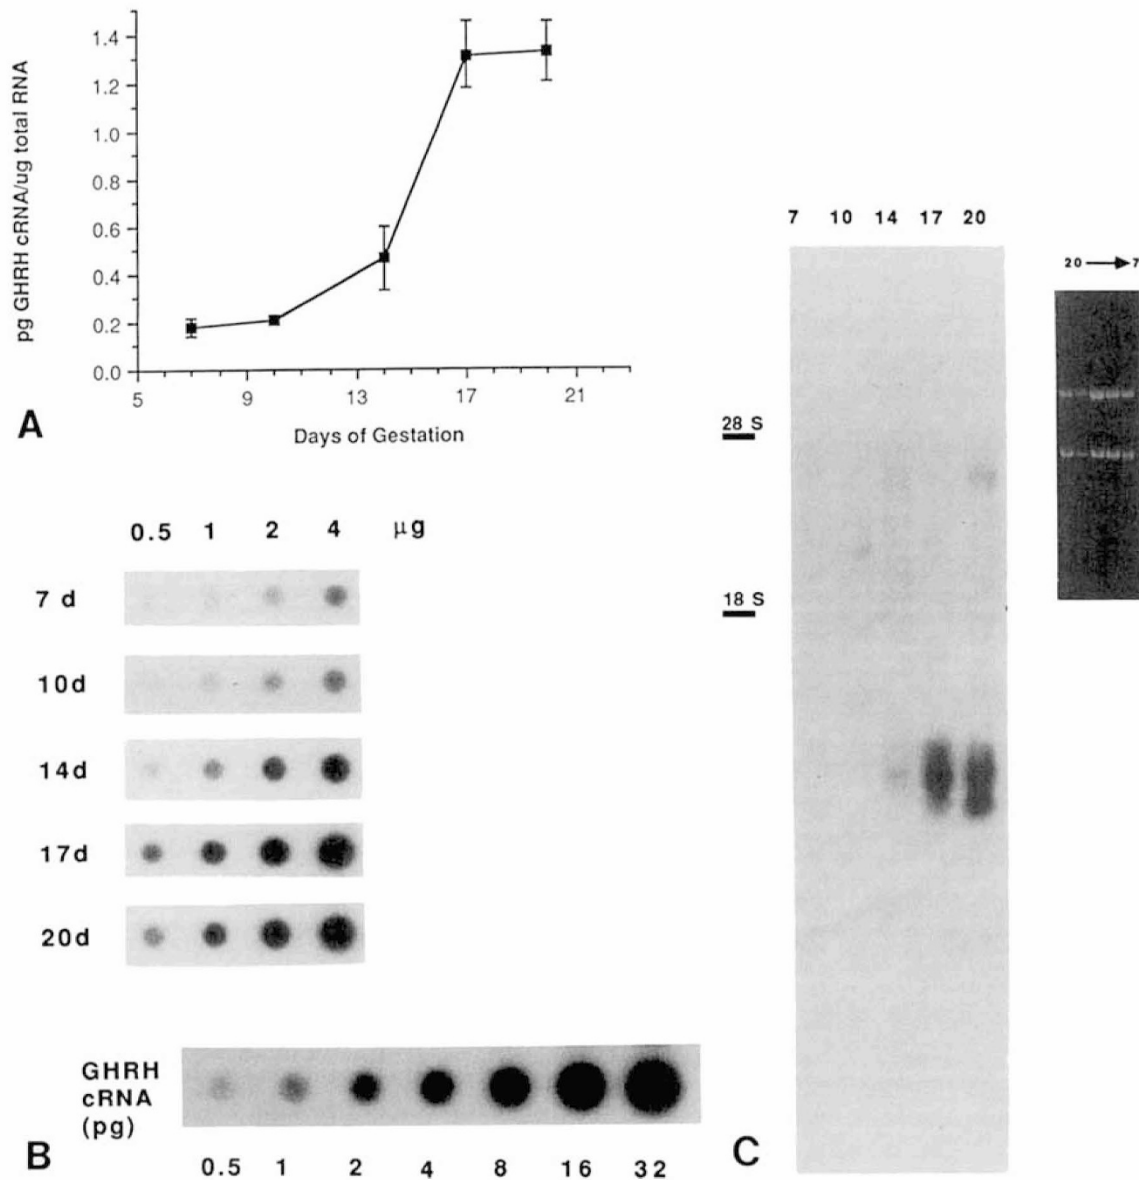 pg GHRH cRNA/ug total RNA
1.4
1.2
1.0
0.8
0.6
0.4
0.2
0.0
5 9 13 17 21
Days of Gestation
A
0.5 1 2 4 μg
7 d
10d
14d
17d
20d
GHRH
cRNA
(pg)
0.5 1 2 4 8 16 32
B
7 10 14 17 20
28 S
18 S
20 7
C